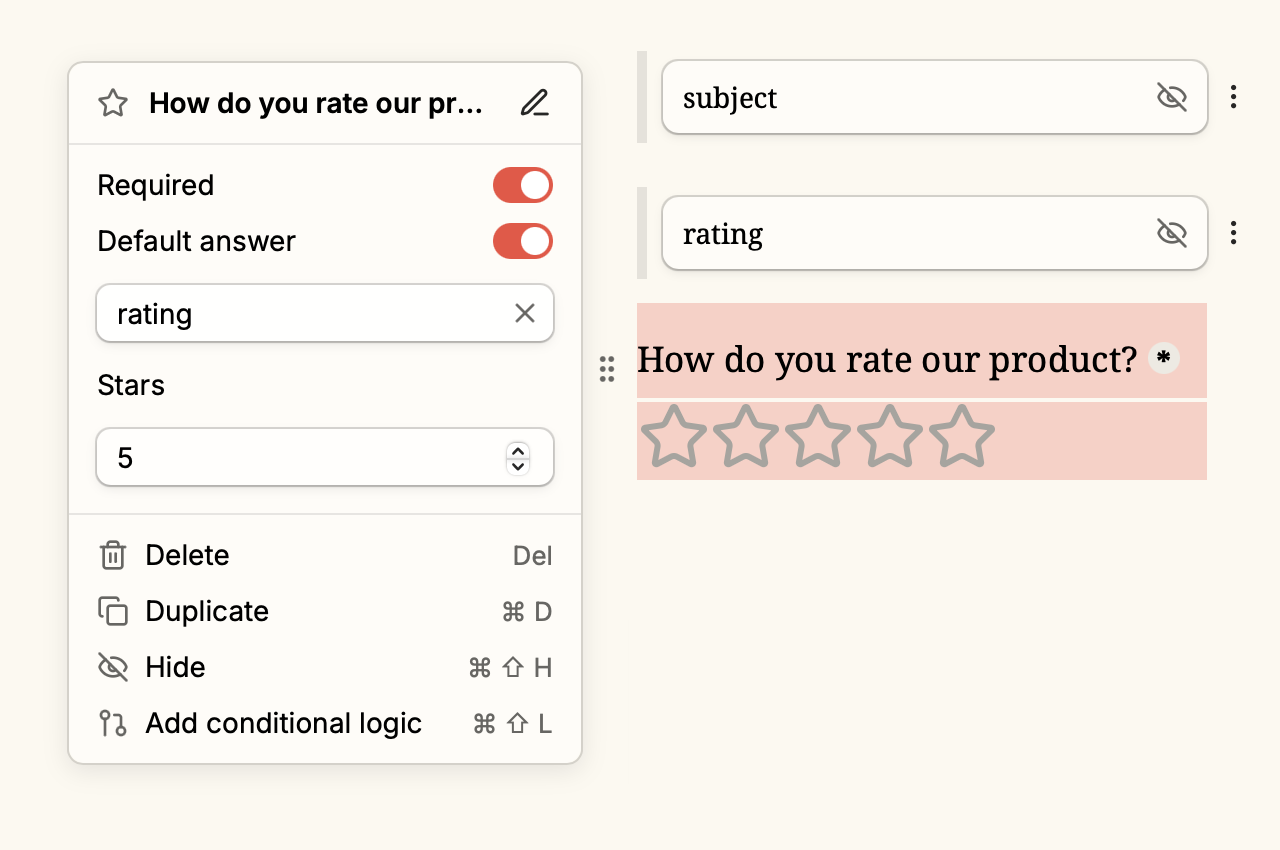 How do you rate our pr...
Required
Default answer
rating
Stars
5
Delete Del
Duplicate ⌘ D
Hide ⌘ ⇧ H
Add conditional logic ⌘ ⇧ L
subject
rating
How do you rate our product? *